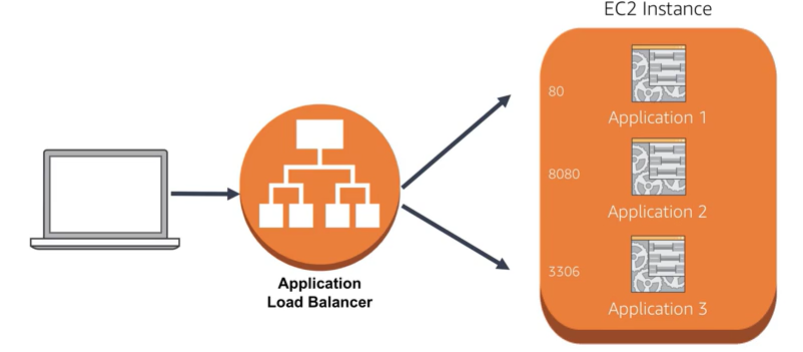 EC2 Instance
80
Application 1
8080
Application 2
3306
Application 3
Application
Load Balancer